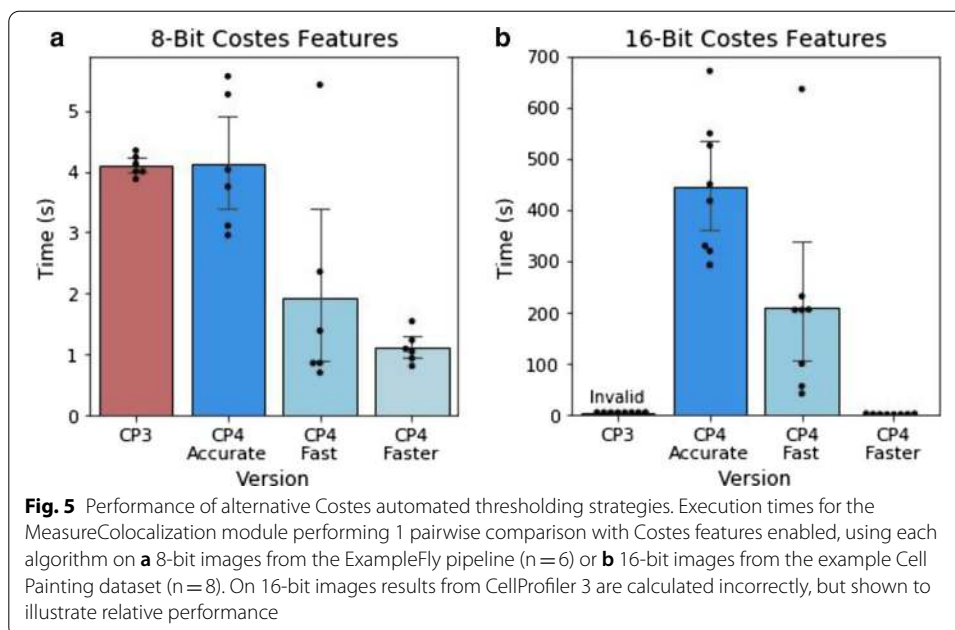 a
8-Bit Costes Features
Time (s)
5
4
3
2
1
0
CP3
CP4
Accurate
CP4
Fast
CP4
Faster
Version
b
16-Bit Costes Features
Time (s)
700
600
500
400
300
200
100
0
Invalid
CP3
CP4
Accurate
CP4
Fast
CP4
Faster
Version
Fig. 5 Performance of alternative Costes automated thresholding strategies. Execution times for the
MeasureColocalization module performing 1 pairwise comparison with Costes features enabled, using each
algorithm on a 8-bit images from the ExampleFly pipeline (n = 6) or b 16-bit images from the example Cell
Painting dataset (n = 8). On 16-bit images results from CellProfiler 3 are calculated incorrectly, but shown to
illustrate relative performance